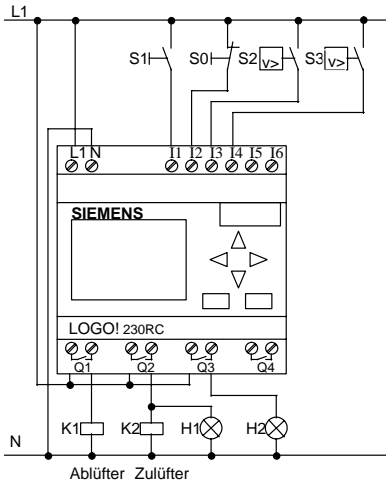 L1
S1 S0 S2 v> S3 v>
L1 N I1 I2 I3 I4 I5 I6
SIEMENS
LOGO! 230RC
Q1 Q2 Q3 Q4
K1 K2 H1 H2
N
Ablüfter Zulüfter